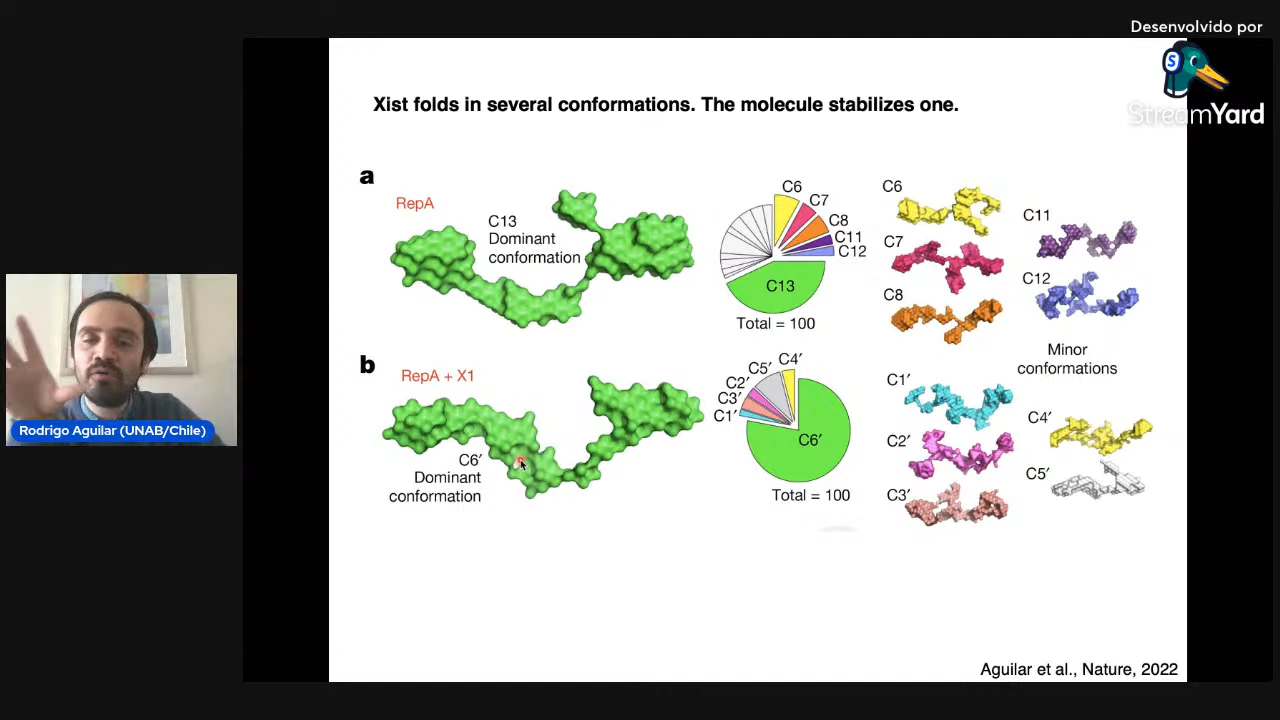 Desenvolvido por
StreamYard
Xist folds in several conformations. The molecule stabilizes one.
a
RepA
C13
Dominant
conformation
C6
C7
C8
C11
C12
C13
Total = 100
C6
C7
C8
C11
C12
Minor
conformations
b
RepA + X1
C6′
Dominant
conformation
C4′
C5′
C2′
C3′
C1′
C6′
Total = 100
C1′
C2′
C3′
C4′
C5′
Rodrigo Aguilar (UNAB/Chile)
Aguilar et al., Nature, 2022